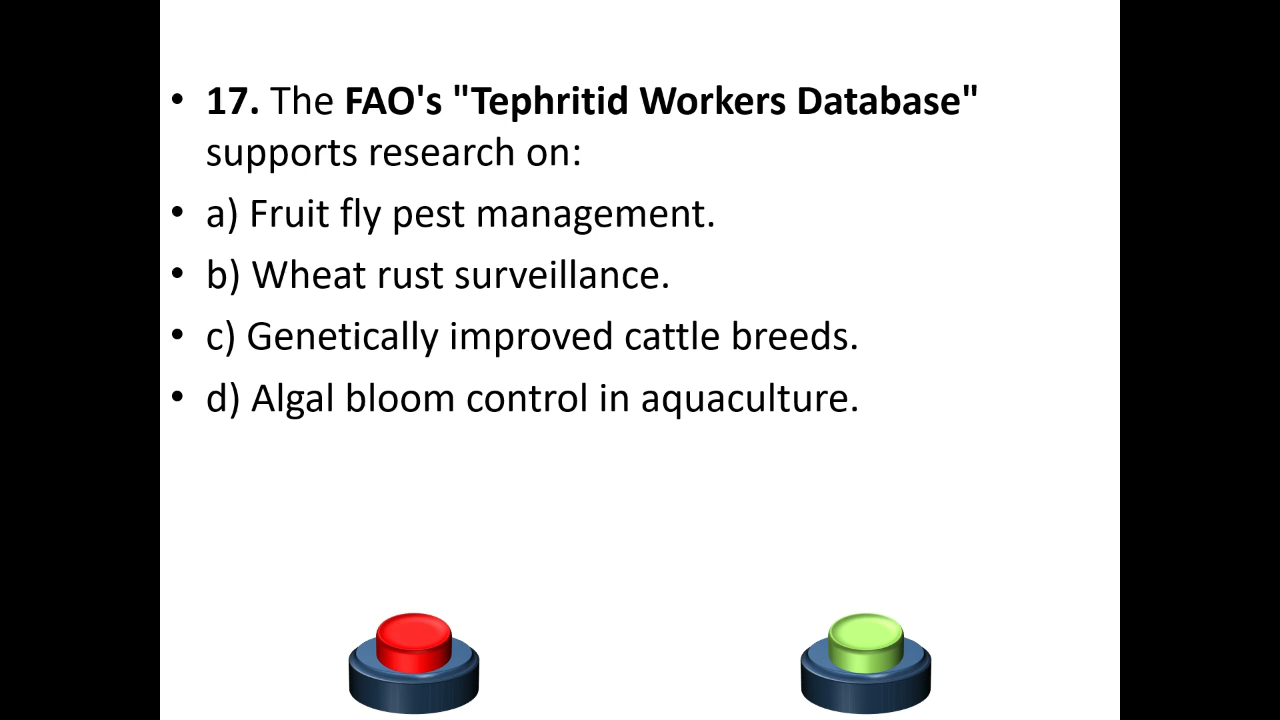 • 17. The FAO's "Tephritid Workers Database"
supports research on:
• a) Fruit fly pest management.
• b) Wheat rust surveillance.
• c) Genetically improved cattle breeds.
• d) Algal bloom control in aquaculture.